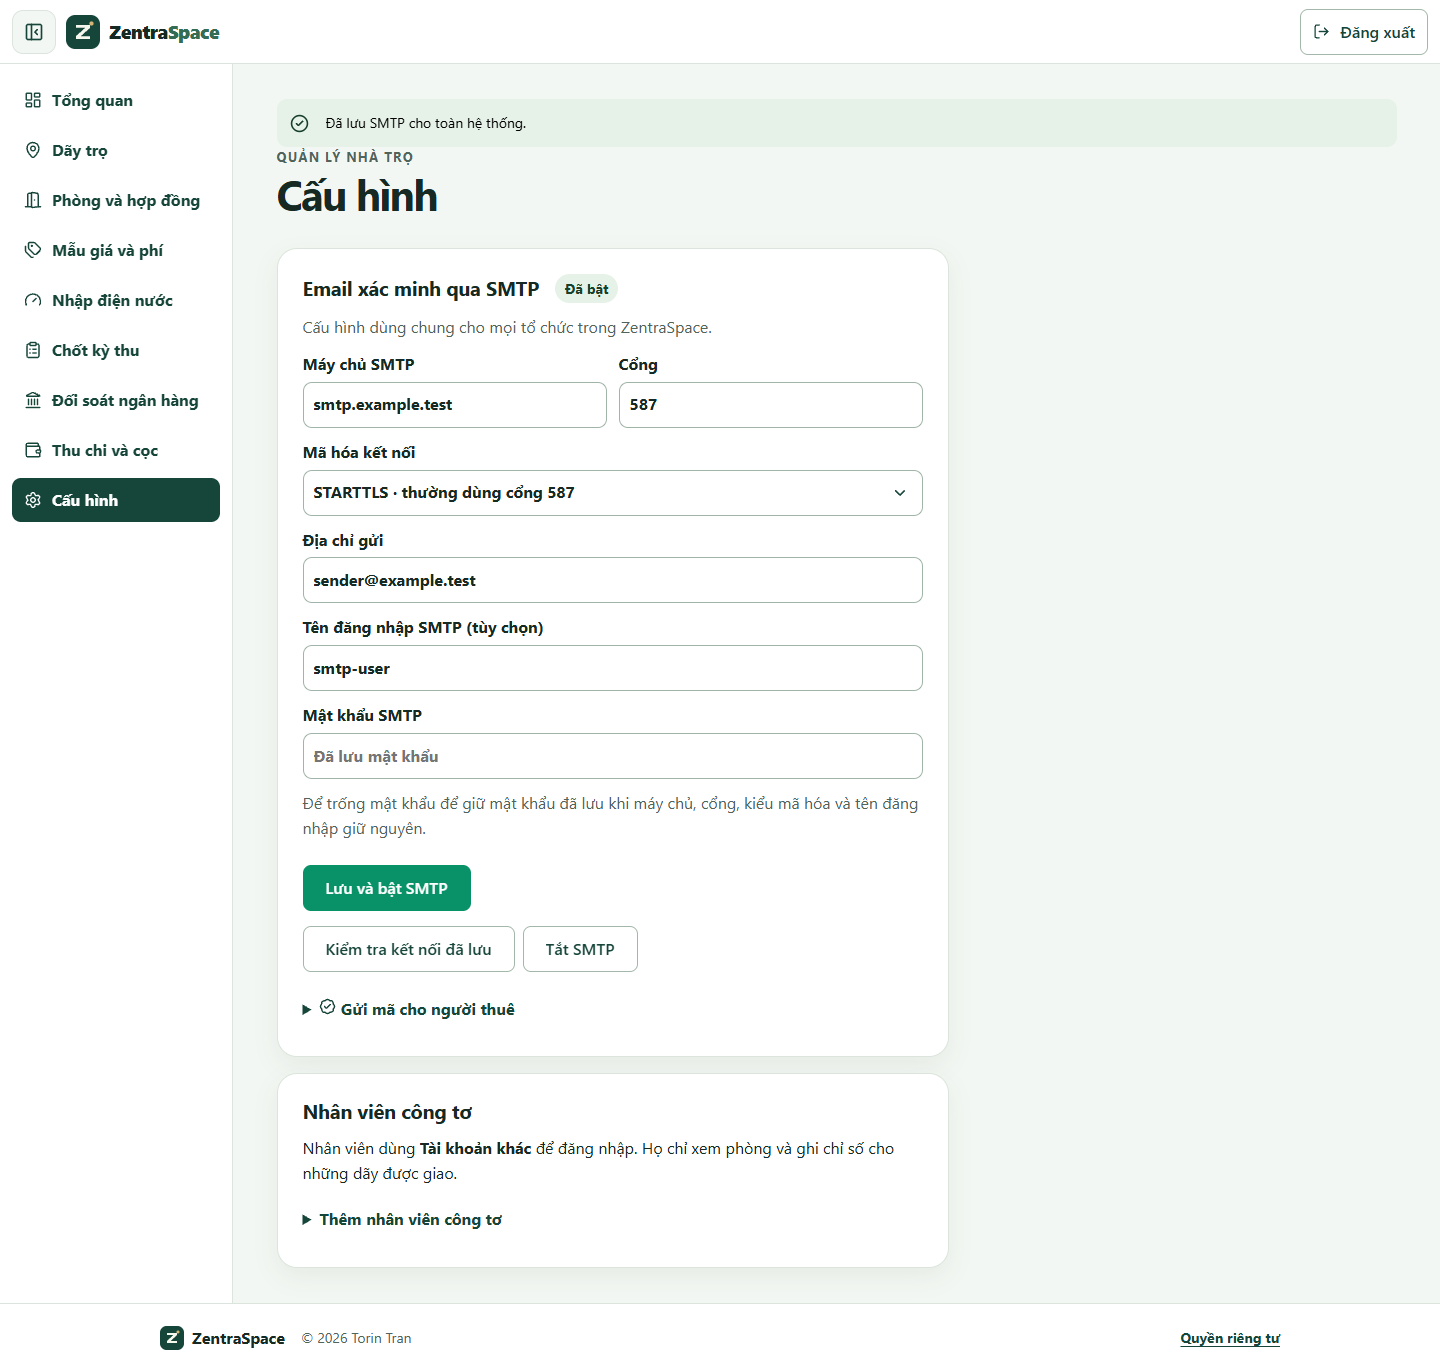 ZentraSpace
Đăng xuất
Tổng quan
Dãy trọ
Phòng và hợp đồng
Mẫu giá và phí
Nhập điện nước
Chốt kỳ thu
Đối soát ngân hàng
Thu chi và cọc
Cấu hình
Đã lưu SMTP cho toàn hệ thống.
QUẢN LÝ NHÀ TRỌ
Cấu hình
Email xác minh qua SMTP Đã bật
Cấu hình dùng chung cho mọi tổ chức trong ZentraSpace.
Máy chủ SMTP Cổng
smtp.example.test 587
Mã hóa kết nối
STARTTLS · thường dùng cổng 587
Địa chỉ gửi
sender@example.test
Tên đăng nhập SMTP (tùy chọn)
smtp-user
Mật khẩu SMTP
Đã lưu mật khẩu
Để trống mật khẩu để giữ mật khẩu đã lưu khi máy chủ, cổng, kiểu mã hóa và tên đăng
nhập giữ nguyên.
Lưu và bật SMTP
Kiểm tra kết nối đã lưu Tắt SMTP
Gửi mã cho người thuê
Nhân viên công tơ
Nhân viên dùng Tài khoản khác để đăng nhập. Họ chỉ xem phòng và ghi chỉ số cho
những dãy được giao.
Thêm nhân viên công tơ
ZentraSpace © 2026 Torin Tran Quyền riêng tư